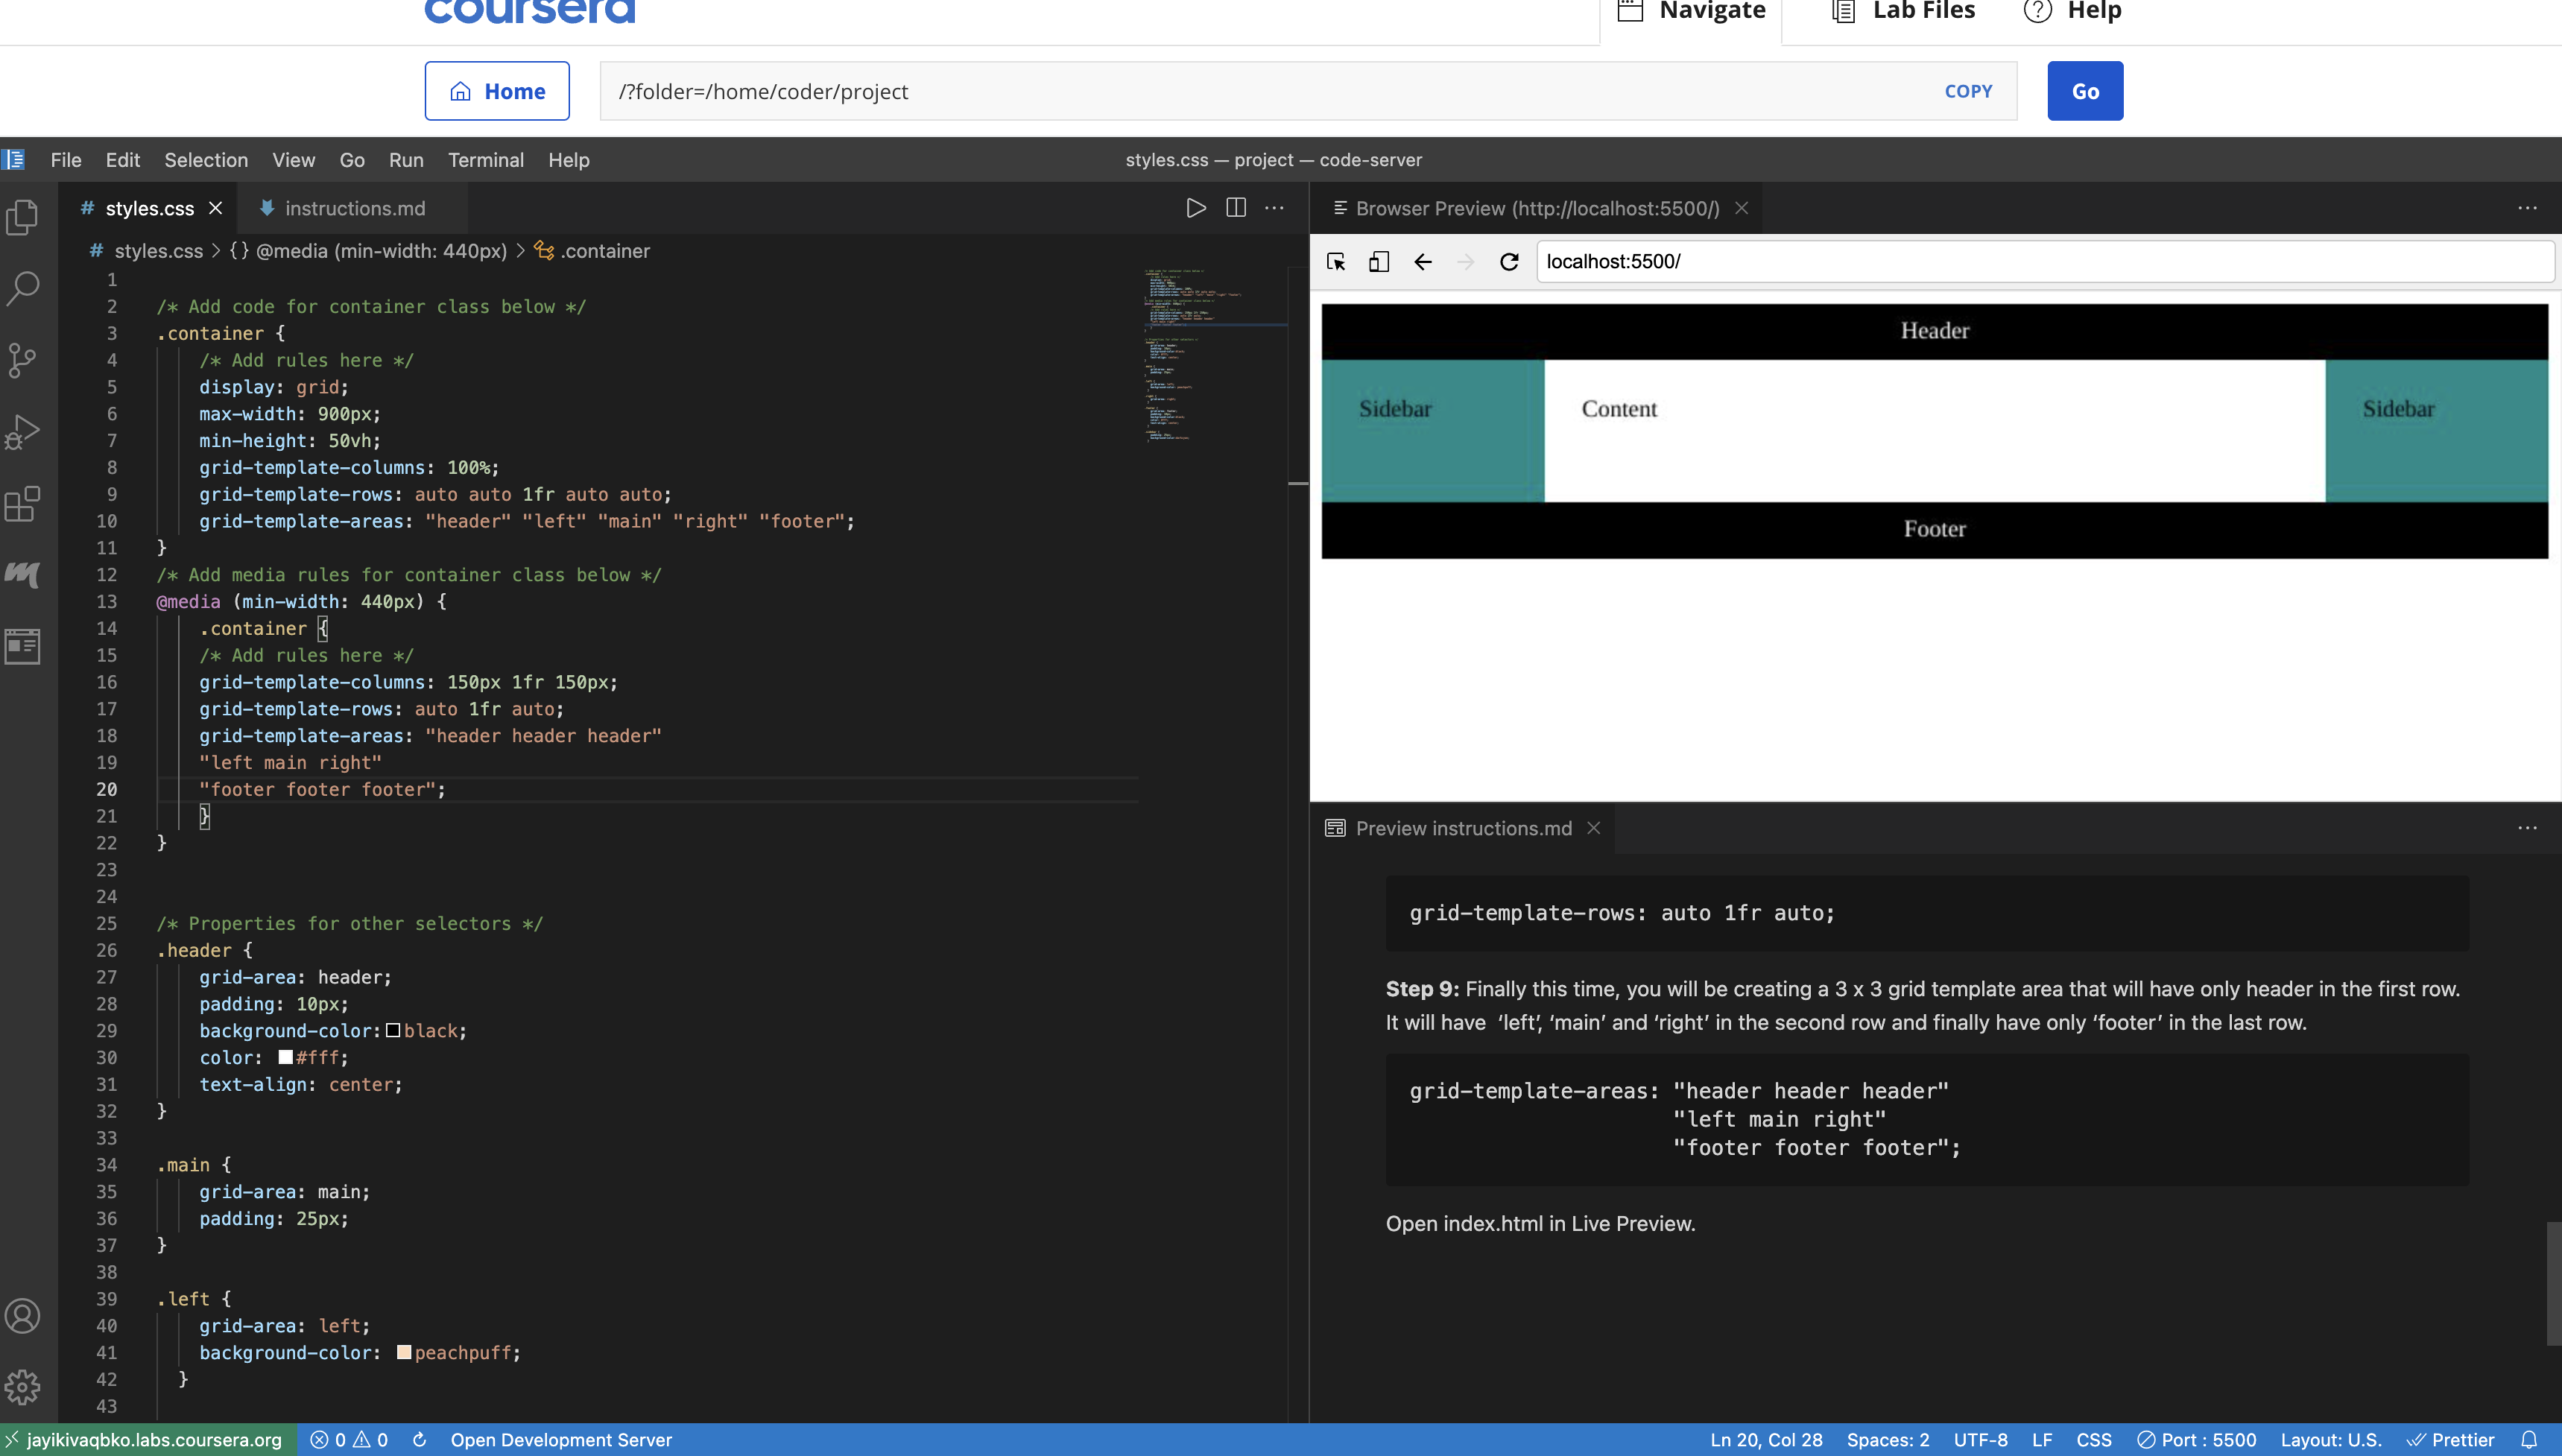 coursera
Navigate
Lab Files
Help
Home
/?folder=/home/coder/project
COPY
Go
File Edit Selection View Go Run Terminal Help
styles.css — project — code-server
# styles.css
instructions.md
# styles.css > {} @media (min-width: 440px) > .container
1
2 /* Add code for container class below */
3 .container {
4 /* Add rules here */
5 display: grid;
6 max-width: 900px;
7 min-height: 50vh;
8 grid-template-columns: 100%;
9 grid-template-rows: auto auto 1fr auto auto;
10 grid-template-areas: "header" "left" "main" "right" "footer";
11 }
12 /* Add media rules for container class below */
13 @media (min-width: 440px) {
14 .container {
15 /* Add rules here */
16 grid-template-columns: 150px 1fr 150px;
17 grid-template-rows: auto 1fr auto;
18 grid-template-areas: "header header header"
19 "left main right"
20 "footer footer footer";
21 }
22 }
23
24
25 /* Properties for other selectors */
26 .header {
27 grid-area: header;
28 padding: 10px;
29 background-color: black;
30 color: #fff;
31 text-align: center;
32 }
33
34 .main {
35 grid-area: main;
36 padding: 25px;
37 }
38
39 .left {
40 grid-area: left;
41 background-color: peachpuff;
42 }
43
Browser Preview (http://localhost:5500/)
localhost:5500/
Header
Sidebar
Content
Sidebar
Footer
Preview instructions.md
grid-template-rows: auto 1fr auto;
Step 9: Finally this time, you will be creating a 3 x 3 grid template area that will have only header in the first row.
It will have ‘left’, ‘main’ and ‘right’ in the second row and finally have only ‘footer’ in the last row.
grid-template-areas: "header header header"
"left main right"
"footer footer footer";
Open index.html in Live Preview.
jayikivaqbko.labs.coursera.org
0
0
Open Development Server
Ln 20, Col 28
Spaces: 2
UTF-8
LF
CSS
Port : 5500
Layout: U.S.
Prettier